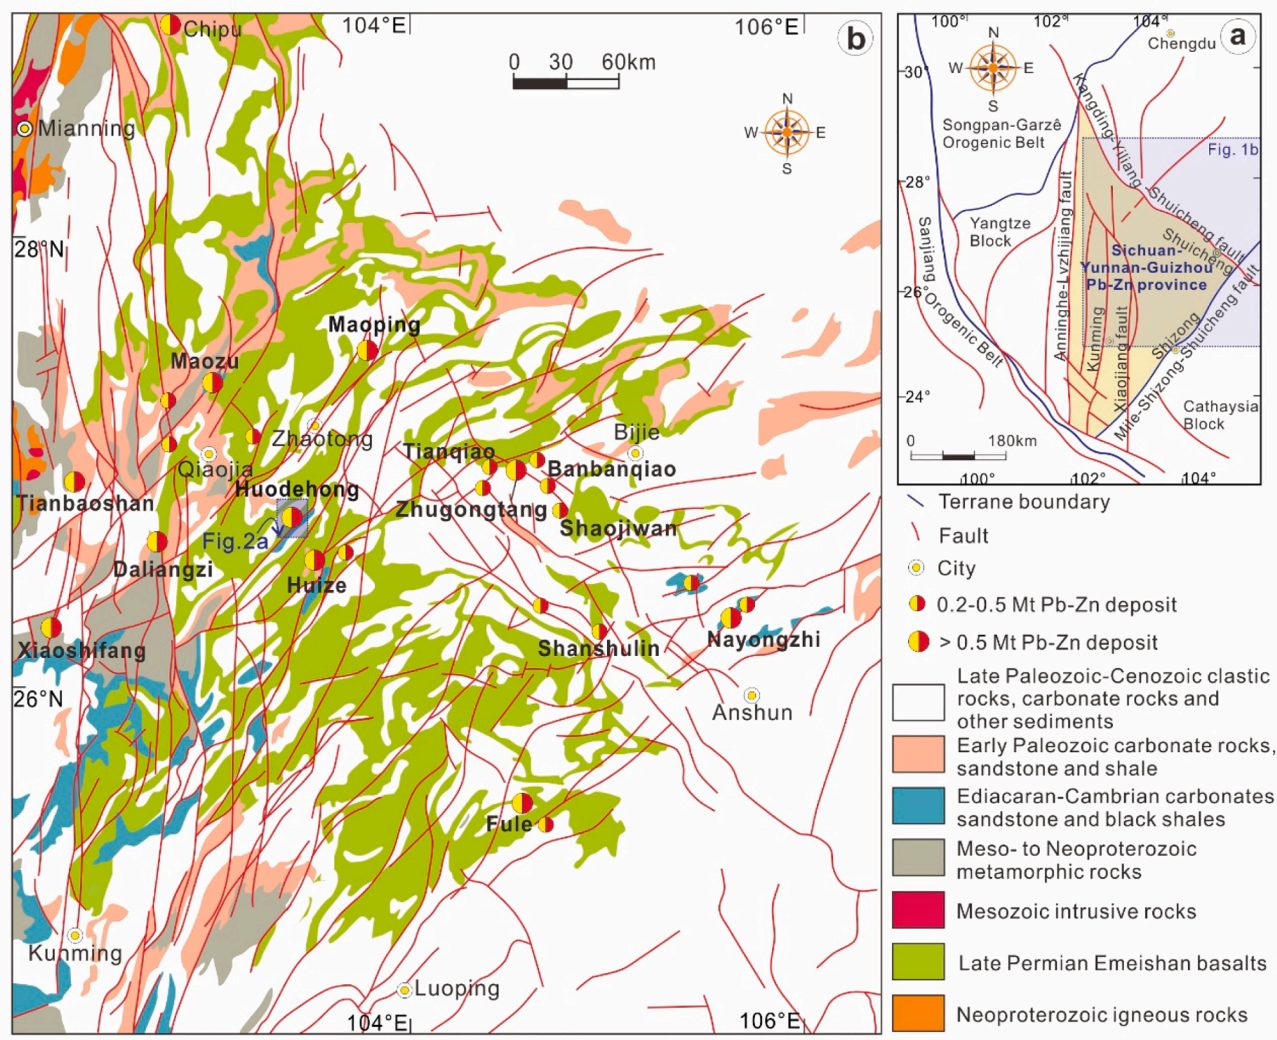 104°E
106°E
b
Chipu
0 30 60km
N
W E
S
Mianning
28°N
Maoping
Maozu
Zhaotong
Qiaojia
Tianqiao
Bijie
Banbanqiao
Tianbaoshan
Huodehong
Zhugongtang
Shaojiwan
Fig.2a
Daliangzi
Huize
Xiaoshifang
Shanshulin
Nayongzhi
26°N
Anshun
Fule
Kunming
Luoping
104°E
106°E
100°
102°
104°
a
Chengdu
N
W E
S
30°
Kangding-Yiliang-Shuicheng fault
Songpan-Garzê
Orogenic Belt
Fig. 1b
28°
Yangtze
Block
Anninghe-Lvzhijiang fault
Shuicheng
Sichuan-
Yunnan-Guizhou
Pb-Zn province
Sanjiang Orogenic Belt
26°
Kunming
Xiaojiang fault
Shizong
Mile-Shizong-Shuicheng fault
24°
Cathaysia
Block
0 180km
100°
102°
104°
Terrane boundary
Fault
City
0.2-0.5 Mt Pb-Zn deposit
> 0.5 Mt Pb-Zn deposit
Late Paleozoic-Cenozoic clastic
rocks, carbonate rocks and
other sediments
Early Paleozoic carbonate rocks,
sandstone and shale
Ediacaran-Cambrian carbonates
sandstone and black shales
Meso- to Neoproterozoic
metamorphic rocks
Mesozoic intrusive rocks
Late Permian Emeishan basalts
Neoproterozoic igneous rocks